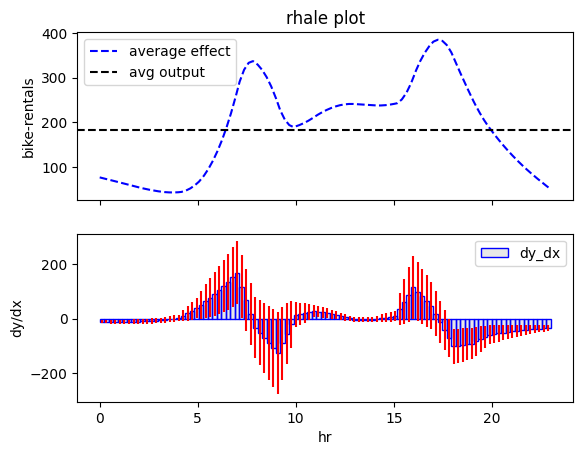 rhale plot
400
300
200
100
bike-rentals
average effect
avg output
200
0
−200
dy/dx
dy_dx
0
5
10
15
20
hr